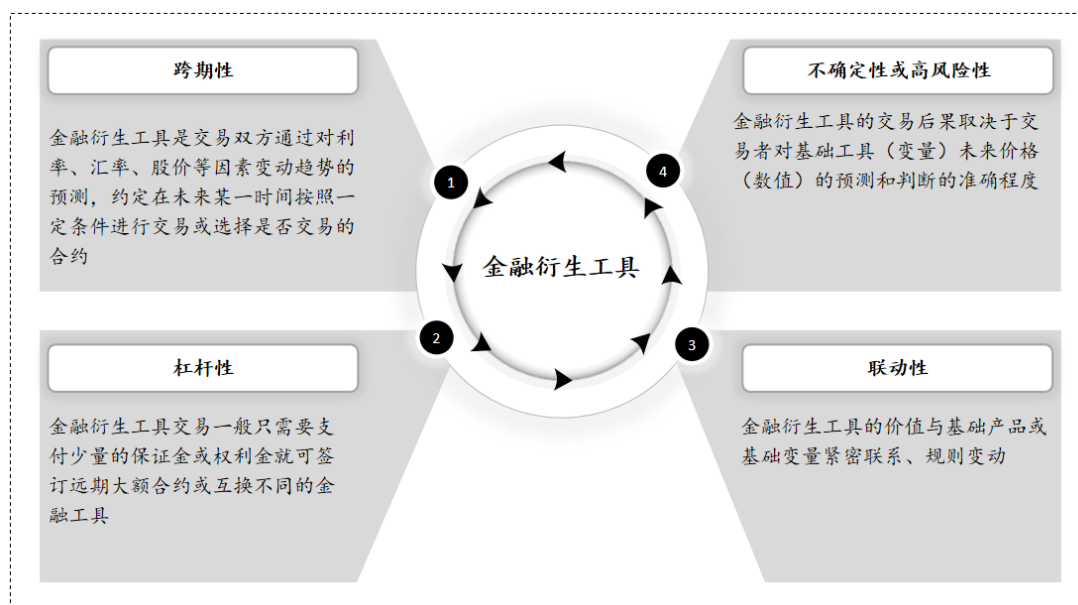 跨期性
金融衍生工具是交易双方通过对利
率、汇率、股价等因素变动趋势的
预测，约定在未来某一时间按照一
定条件进行交易或选择是否交易的
合约
1
杠杆性
金融衍生工具交易一般只需要支
付少量的保证金或权利金就可签
订远期大额合约或互换不同的金
融工具
2
金融衍生工具
联动性
金融衍生工具的价值与基础产品或
基础变量紧密联系、规则变动
3
不确定性或高风险性
金融衍生工具的交易后果取决于交
易者对基础工具（变量）未来价格
（数值）的预测和判断的准确程度
4